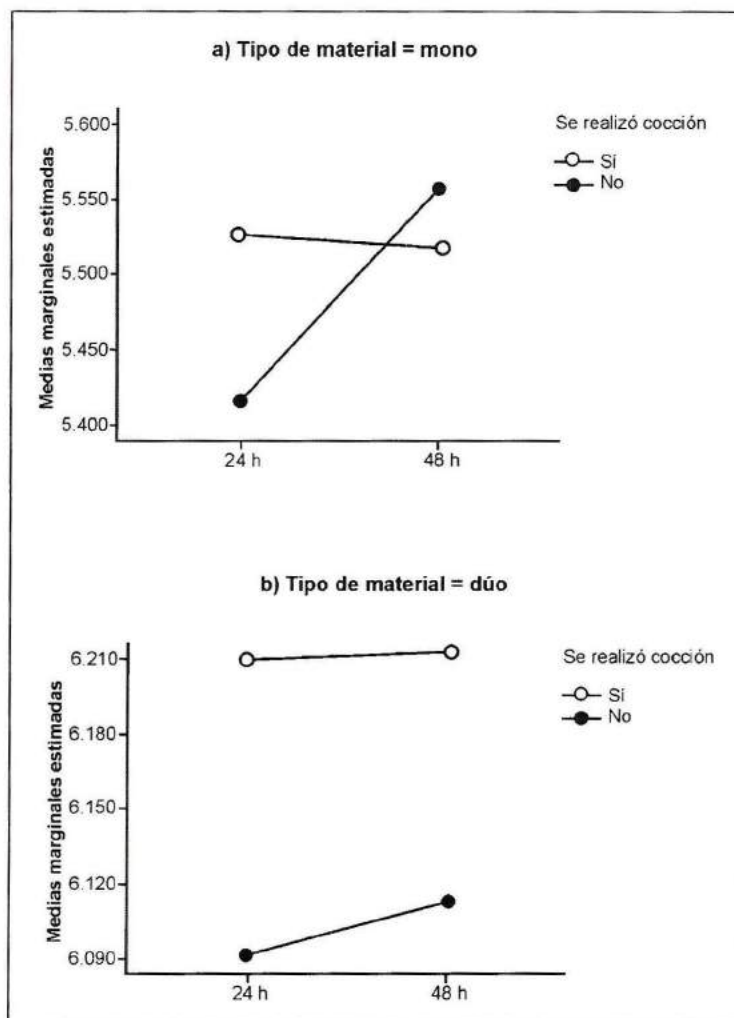 a) Tipo de material = mono
Medias marginales estimadas
5.600
5.550
5.500
5.450
5.400
24 h
48 h
Se realizó cocción
Sí
No
b) Tipo de material = dúo
Medias marginales estimadas
6.210
6.180
6.150
6.120
6.090
24 h
48 h
Se realizó cocción
Sí
No